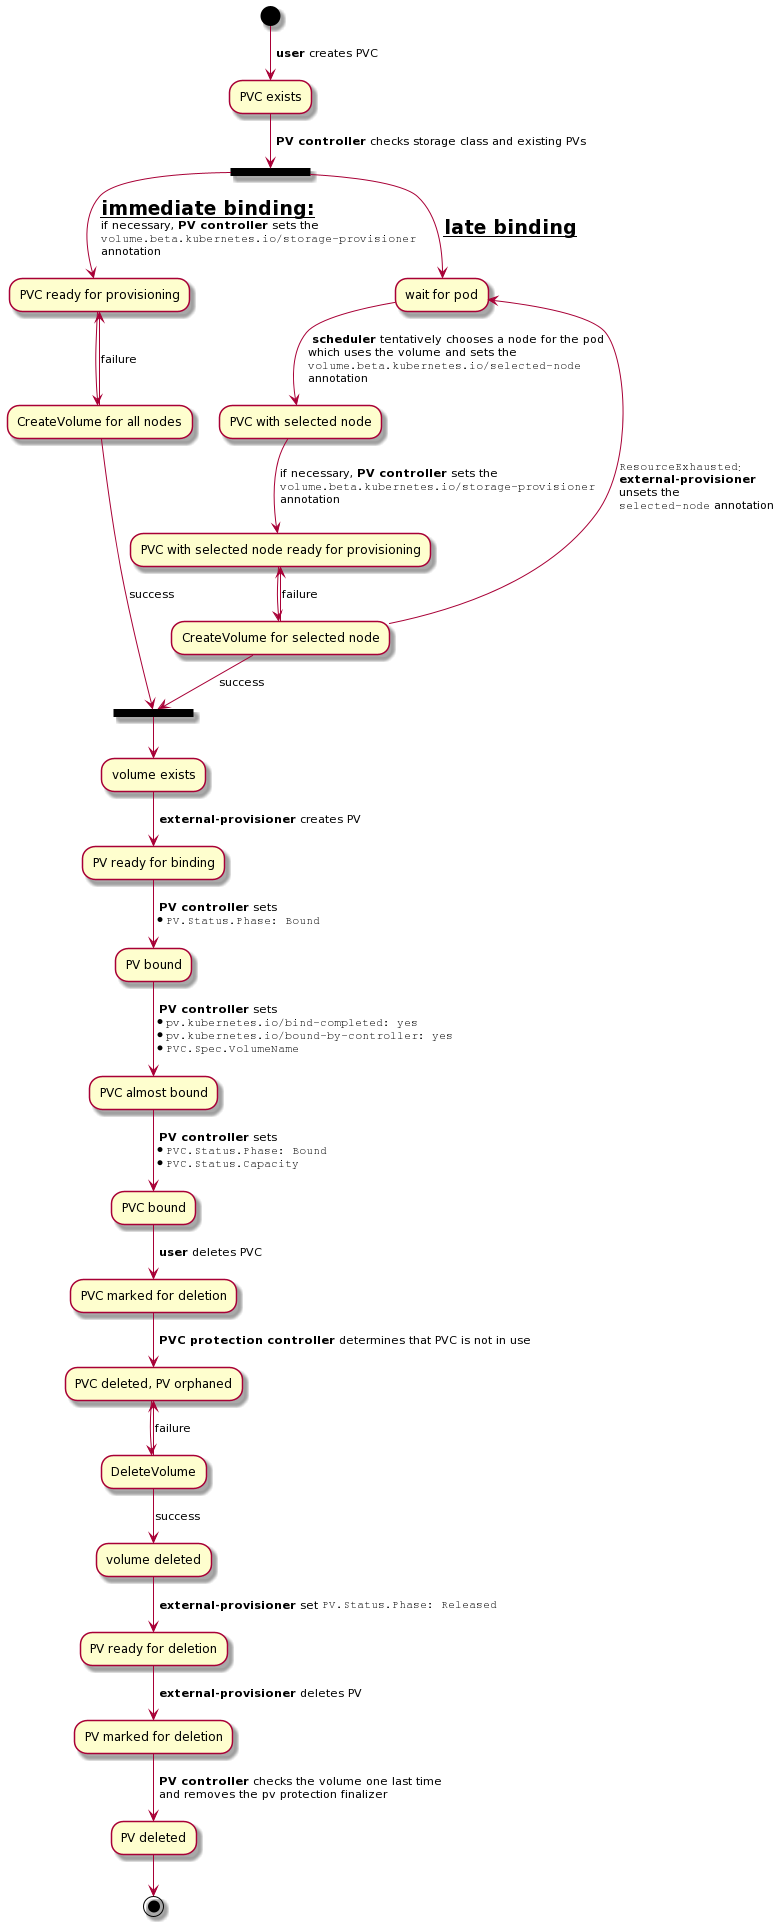 user creates PVC
PVC exists
PV controller checks storage class and existing PVs
immediate binding:
if necessary, PV controller sets the
volume.beta.kubernetes.io/storage-provisioner
annotation
late binding
PVC ready for provisioning
wait for pod
failure
scheduler tentatively chooses a node for the pod
which uses the volume and sets the
volume.beta.kubernetes.io/selected-node
annotation
CreateVolume for all nodes
PVC with selected node
if necessary, PV controller sets the
volume.beta.kubernetes.io/storage-provisioner
annotation
ResourceExhausted:
external-provisioner
unsets the
selected-node annotation
PVC with selected node ready for provisioning
success
failure
CreateVolume for selected node
success
volume exists
external-provisioner creates PV
PV ready for binding
PV controller sets
• PV.Status.Phase: Bound
PV bound
PV controller sets
• pv.kubernetes.io/bind-completed: yes
• pv.kubernetes.io/bound-by-controller: yes
• PVC.Spec.VolumeName
PVC almost bound
PV controller sets
• PVC.Status.Phase: Bound
• PVC.Status.Capacity
PVC bound
user deletes PVC
PVC marked for deletion
PVC protection controller determines that PVC is not in use
PVC deleted, PV orphaned
failure
DeleteVolume
success
volume deleted
external-provisioner set PV.Status.Phase: Released
PV ready for deletion
external-provisioner deletes PV
PV marked for deletion
PV controller checks the volume one last time
and removes the pv protection finalizer
PV deleted